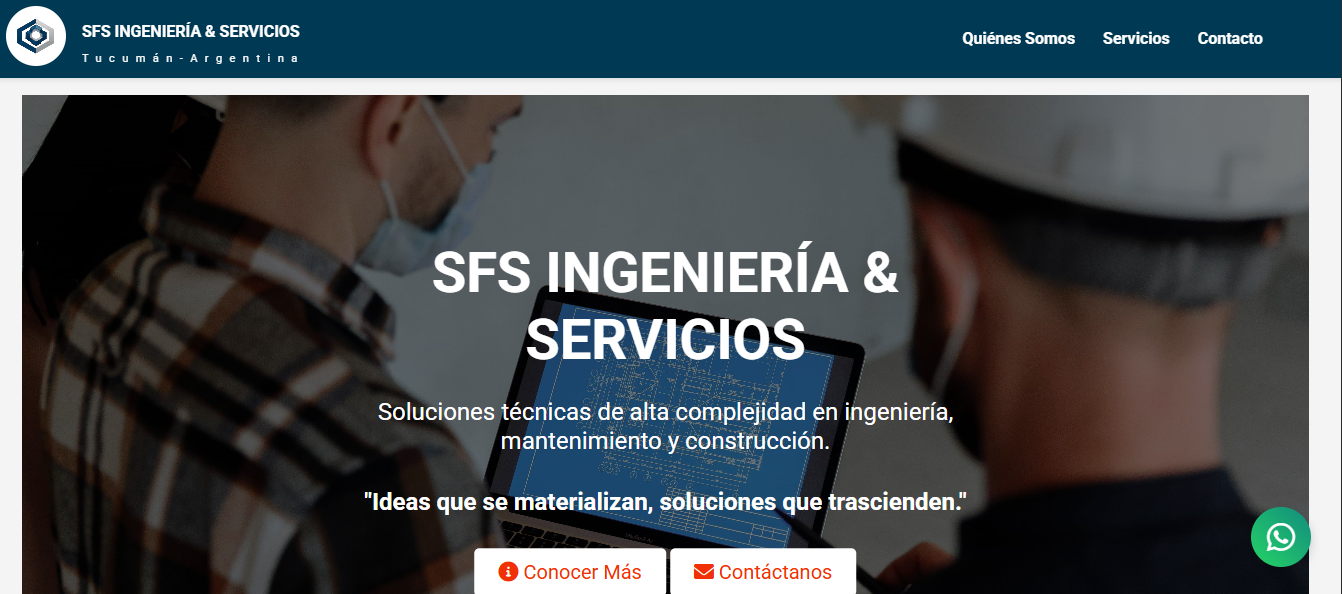 SFS INGENIERÍA & SERVICIOS
Tucumán-Argentina
Quiénes Somos
Servicios
Contacto
SFS INGENIERÍA &
SERVICIOS
Soluciones técnicas de alta complejidad en ingeniería,
mantenimiento y construcción.
"Ideas que se materializan, soluciones que trascienden."
Conocer Más
Contáctanos